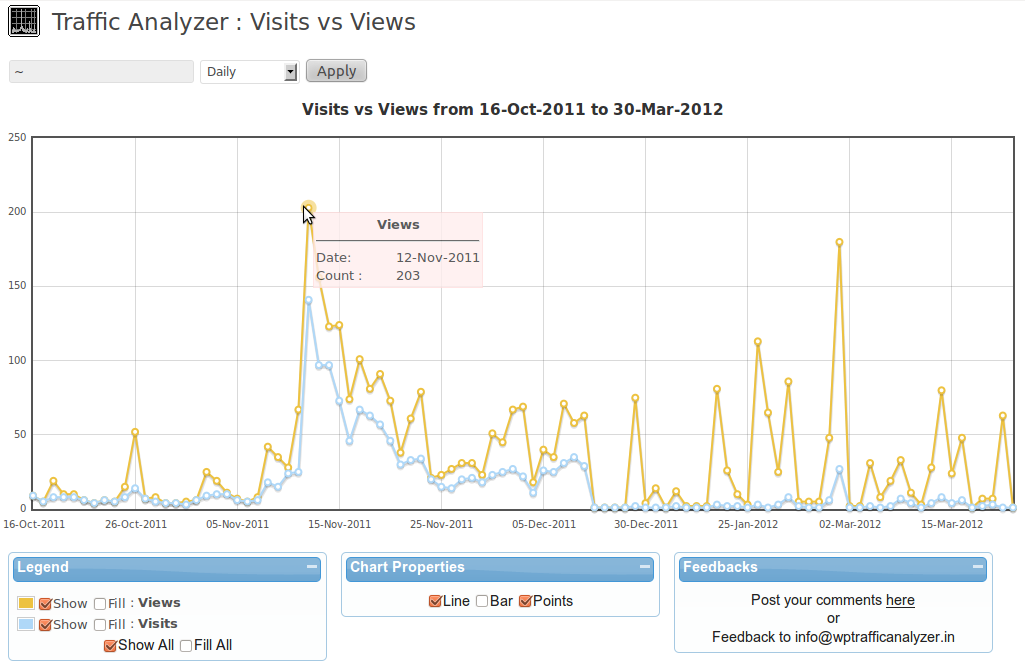 Traffic Analyzer : Visits vs Views
~
Daily
Apply
Visits vs Views from 16-Oct-2011 to 30-Mar-2012
250
200
150
100
50
0
Views
Date: 12-Nov-2011
Count : 203
16-Oct-2011 26-Oct-2011 05-Nov-2011 15-Nov-2011 25-Nov-2011 05-Dec-2011 30-Dec-2011 25-Jan-2012 02-Mar-2012 15-Mar-2012
Legend
Show Fill : Views
Show Fill : Visits
Show All Fill All
Chart Properties
Line Bar Points
Feedbacks
Post your comments here
or
Feedback to info@wptrafficanalyzer.in